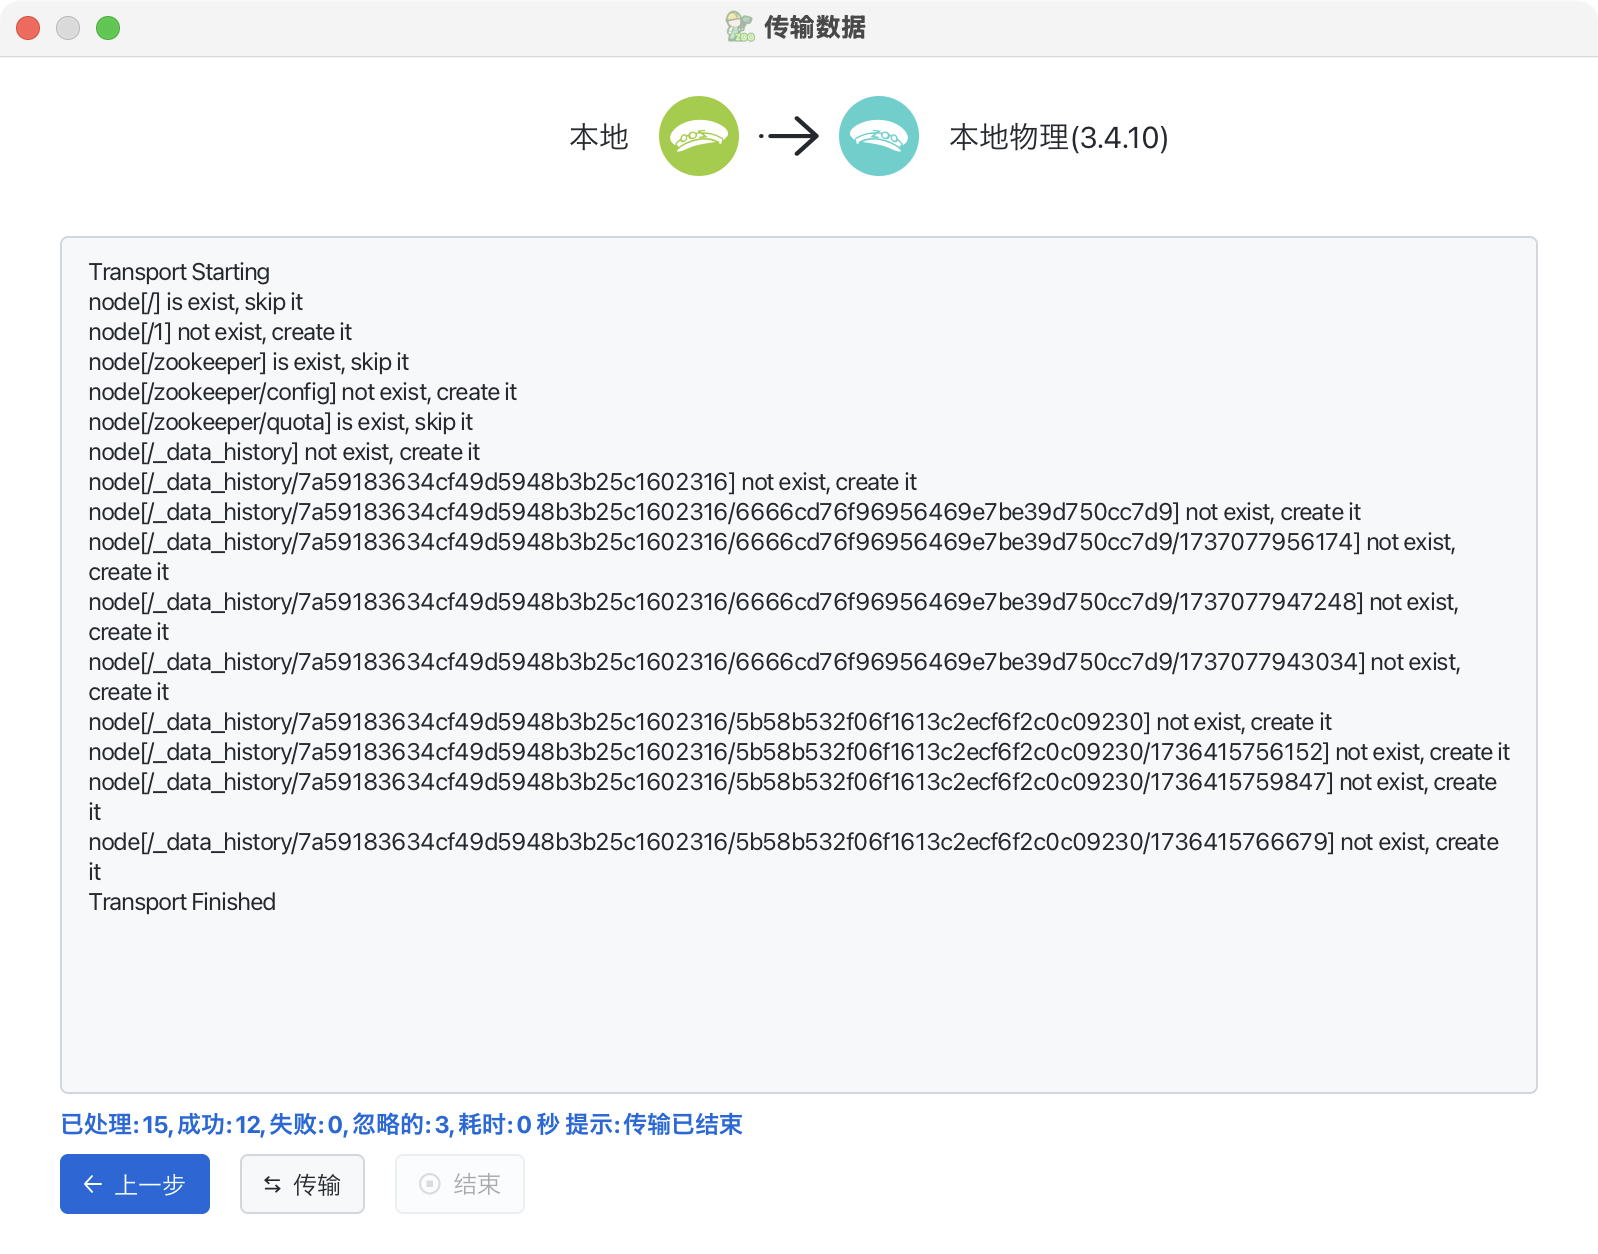 传输数据
本地
本地物理(3.4.10)
Transport Starting
node[/] is exist, skip it
node[/1] not exist, create it
node[/zookeeper] is exist, skip it
node[/zookeeper/config] not exist, create it
node[/zookeeper/quota] is exist, skip it
node[/_data_history] not exist, create it
node[/_data_history/7a59183634cf49d5948b3b25c1602316] not exist, create it
node[/_data_history/7a59183634cf49d5948b3b25c1602316/6666cd76f96956469e7be39d750cc7d9] not exist, create it
node[/_data_history/7a59183634cf49d5948b3b25c1602316/6666cd76f96956469e7be39d750cc7d9/1737077956174] not exist,
create it
node[/_data_history/7a59183634cf49d5948b3b25c1602316/6666cd76f96956469e7be39d750cc7d9/1737077947248] not exist,
create it
node[/_data_history/7a59183634cf49d5948b3b25c1602316/6666cd76f96956469e7be39d750cc7d9/1737077943034] not exist,
create it
node[/_data_history/7a59183634cf49d5948b3b25c1602316/5b58b532f06f1613c2ecf6f2c0c09230] not exist, create it
node[/_data_history/7a59183634cf49d5948b3b25c1602316/5b58b532f06f1613c2ecf6f2c0c09230/1736415756152] not exist, create it
node[/_data_history/7a59183634cf49d5948b3b25c1602316/5b58b532f06f1613c2ecf6f2c0c09230/1736415759847] not exist, create
it
node[/_data_history/7a59183634cf49d5948b3b25c1602316/5b58b532f06f1613c2ecf6f2c0c09230/1736415766679] not exist, create
it
Transport Finished
已处理:15, 成功:12, 失败:0, 忽略的:3, 耗时:0 秒 提示:传输已结束
上一步
传输
结束